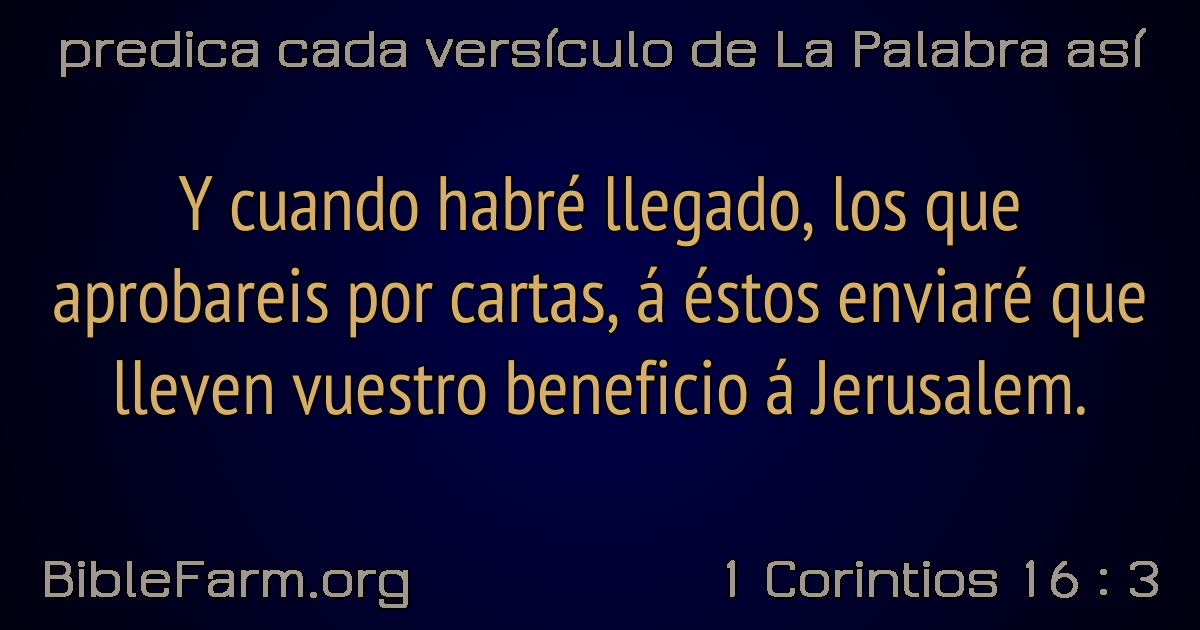 predica cada versículo de La Palabra así
Y cuando habré llegado, los que
aprobareis por cartas, á éstos enviaré que
lleven vuestro beneficio á Jerusalem.
BibleFarm.org
1 Corintios 16 : 3